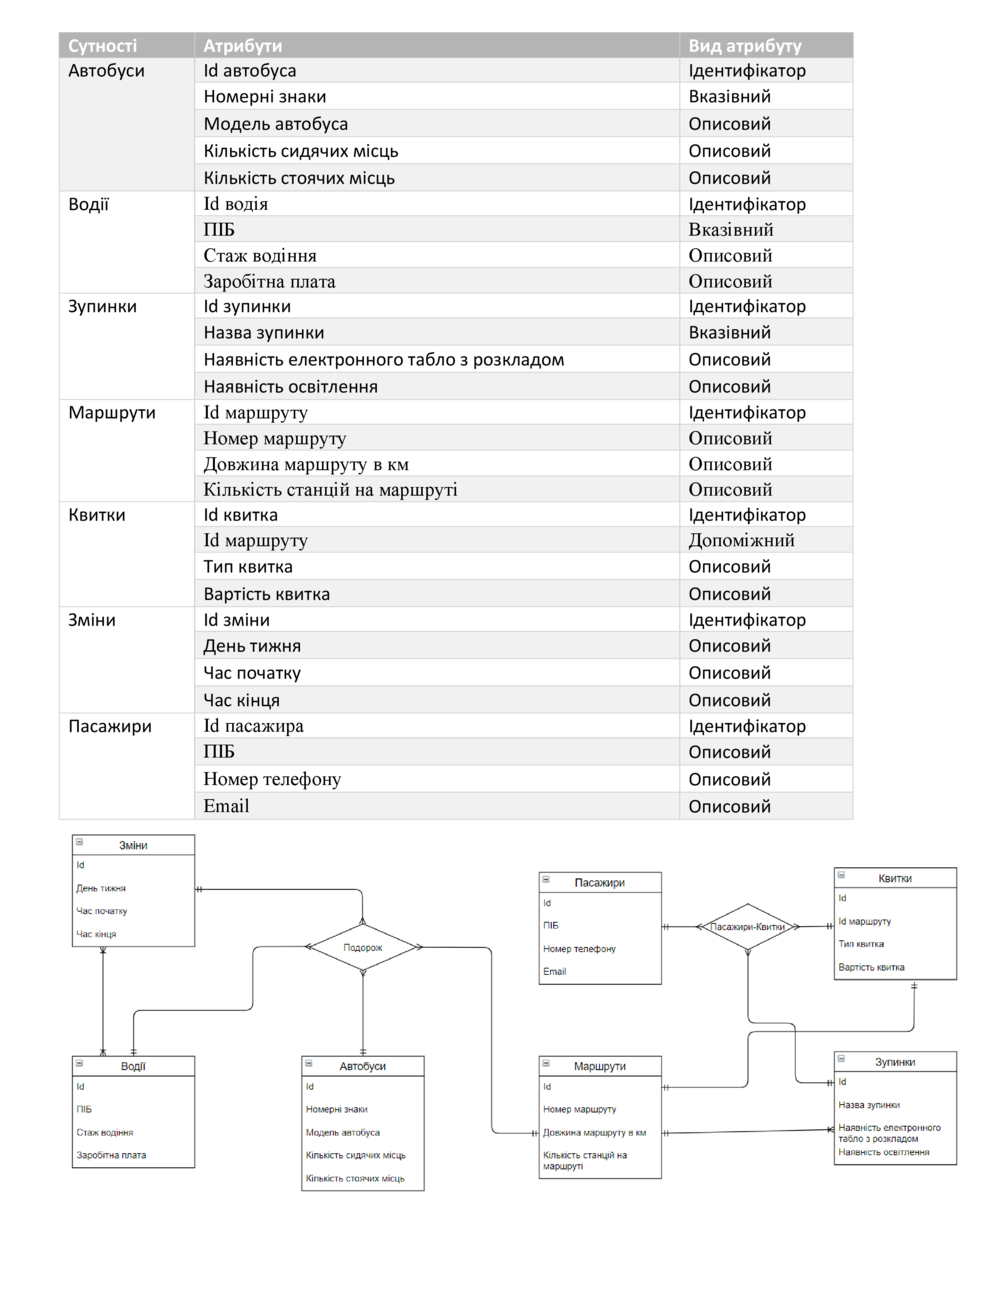 Сутності Атрибути Вид атрибуту
Автобуси Id автобуса Ідентифікатор
Номерні знаки Вказівний
Модель автобуса Описовий
Кількість сидячих місць Описовий
Кількість стоячих місць Описовий
Водії Id водія Ідентифікатор
ПІБ Вказівний
Стаж водіння Описовий
Заробітна плата Описовий
Зупинки Id зупинки Ідентифікатор
Назва зупинки Вказівний
Наявність електронного табло з розкладом Описовий
Наявність освітлення Описовий
Маршрути Id маршруту Ідентифікатор
Номер маршруту Описовий
Довжина маршруту в км Описовий
Кількість станцій на маршруті Описовий
Квитки Id квитка Ідентифікатор
Id маршруту Допоміжний
Тип квитка Описовий
Вартість квитка Описовий
Зміни Id зміни Ідентифікатор
День тижня Описовий
Час початку Описовий
Час кінця Описовий
Пасажири Id пасажира Ідентифікатор
ПІБ Описовий
Номер телефону Описовий
Email Описовий
Зміни
Id
День тижня
Час початку
Час кінця
Подорож
Пасажири
Id
ПІБ
Номер телефону
Email
Пасажири-Квитки
Квитки
Id
Id маршруту
Тип квитка
Вартість квитка
Водії
Id
ПІБ
Стаж водіння
Заробітна плата
Автобуси
Id
Номерні знаки
Модель автобуса
Кількість сидячих місць
Кількість стоячих місць
Маршрути
Id
Номер маршруту
Довжина маршруту в км
Кількість станцій на
маршруті
Зупинки
Id
Назва зупинки
Наявність електронного
табло з розкладом
Наявність освітлення